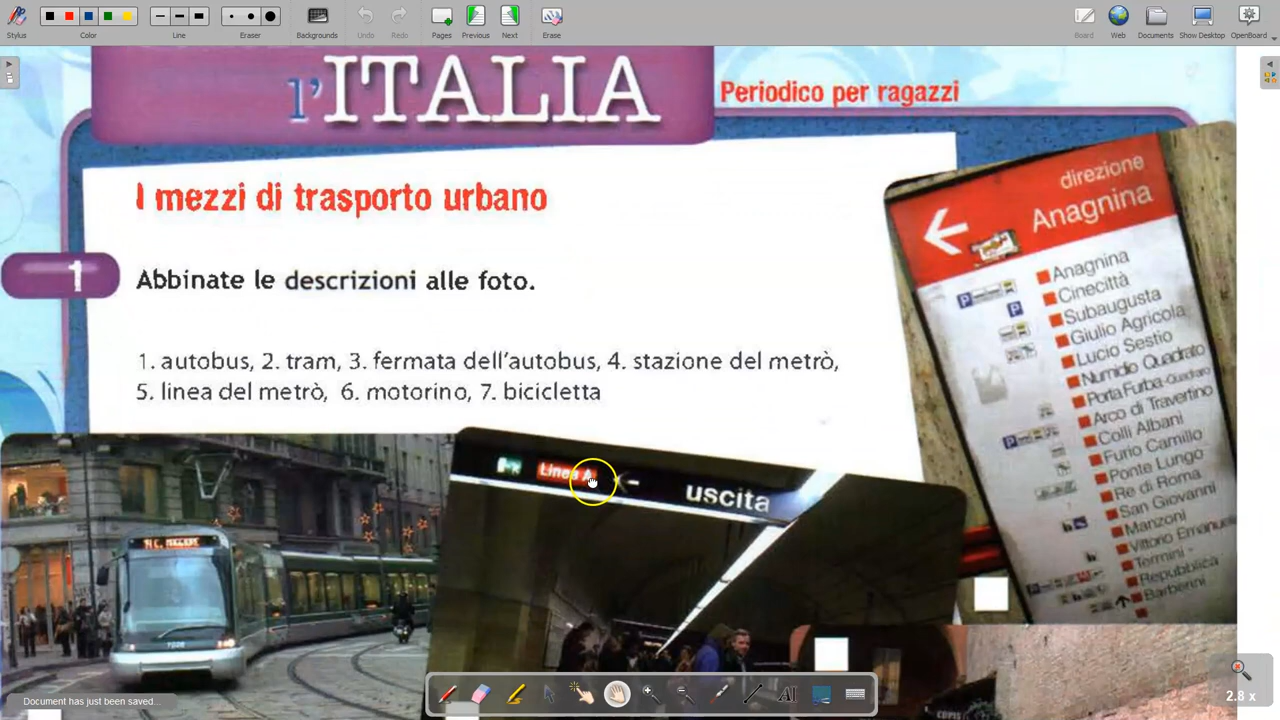 Stylus
Color
Line
Eraser
Backgrounds
Undo
Redo
Pages
Previous
Next
Erase
Board
Web
Documents
Show Desktop
OpenBoard
l'ITALIA
Periodico per ragazzi
I mezzi di trasporto urbano
1
Abbinate le descrizioni alle foto.
1. autobus, 2. tram, 3. fermata dell'autobus, 4. stazione del metrò,
5. linea del metrò, 6. motorino, 7. bicicletta
direzione
Anagnina
Anagnina
Cinecittà
Subaugusta
Giulio Agricola
Lucio Sestio
Numidio Quadrato
Porta Furba-Quadraro
Arco di Travertino
Colli Albani
Furio Camillo
Ponte Lungo
Re di Roma
San Giovanni
Manzoni
Vittorio Emanuele
Termini
Repubblica
Barberini
Linea A
uscita
Document has just been saved...
2.8 x